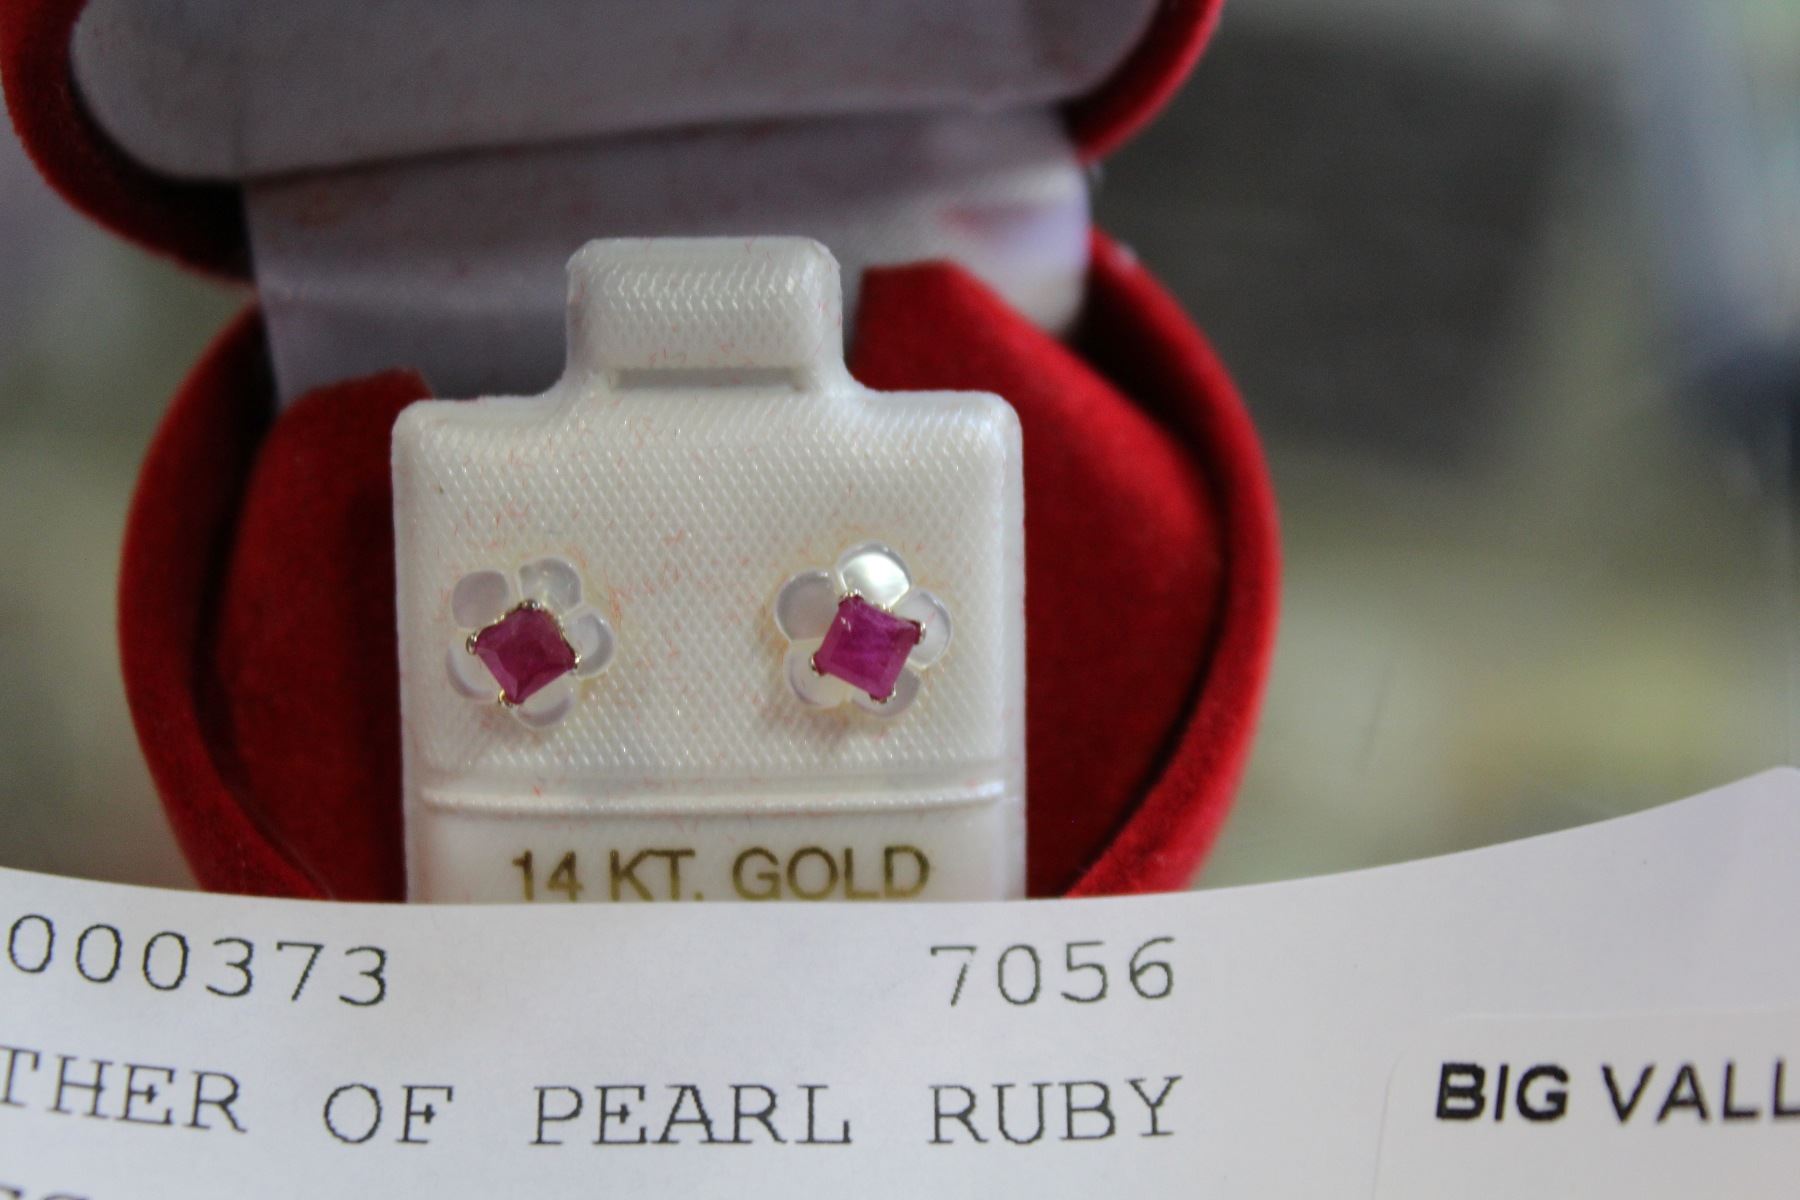 14 KT. GOLD
000373 7056
THER OF PEARL RUBY
BIG VALL